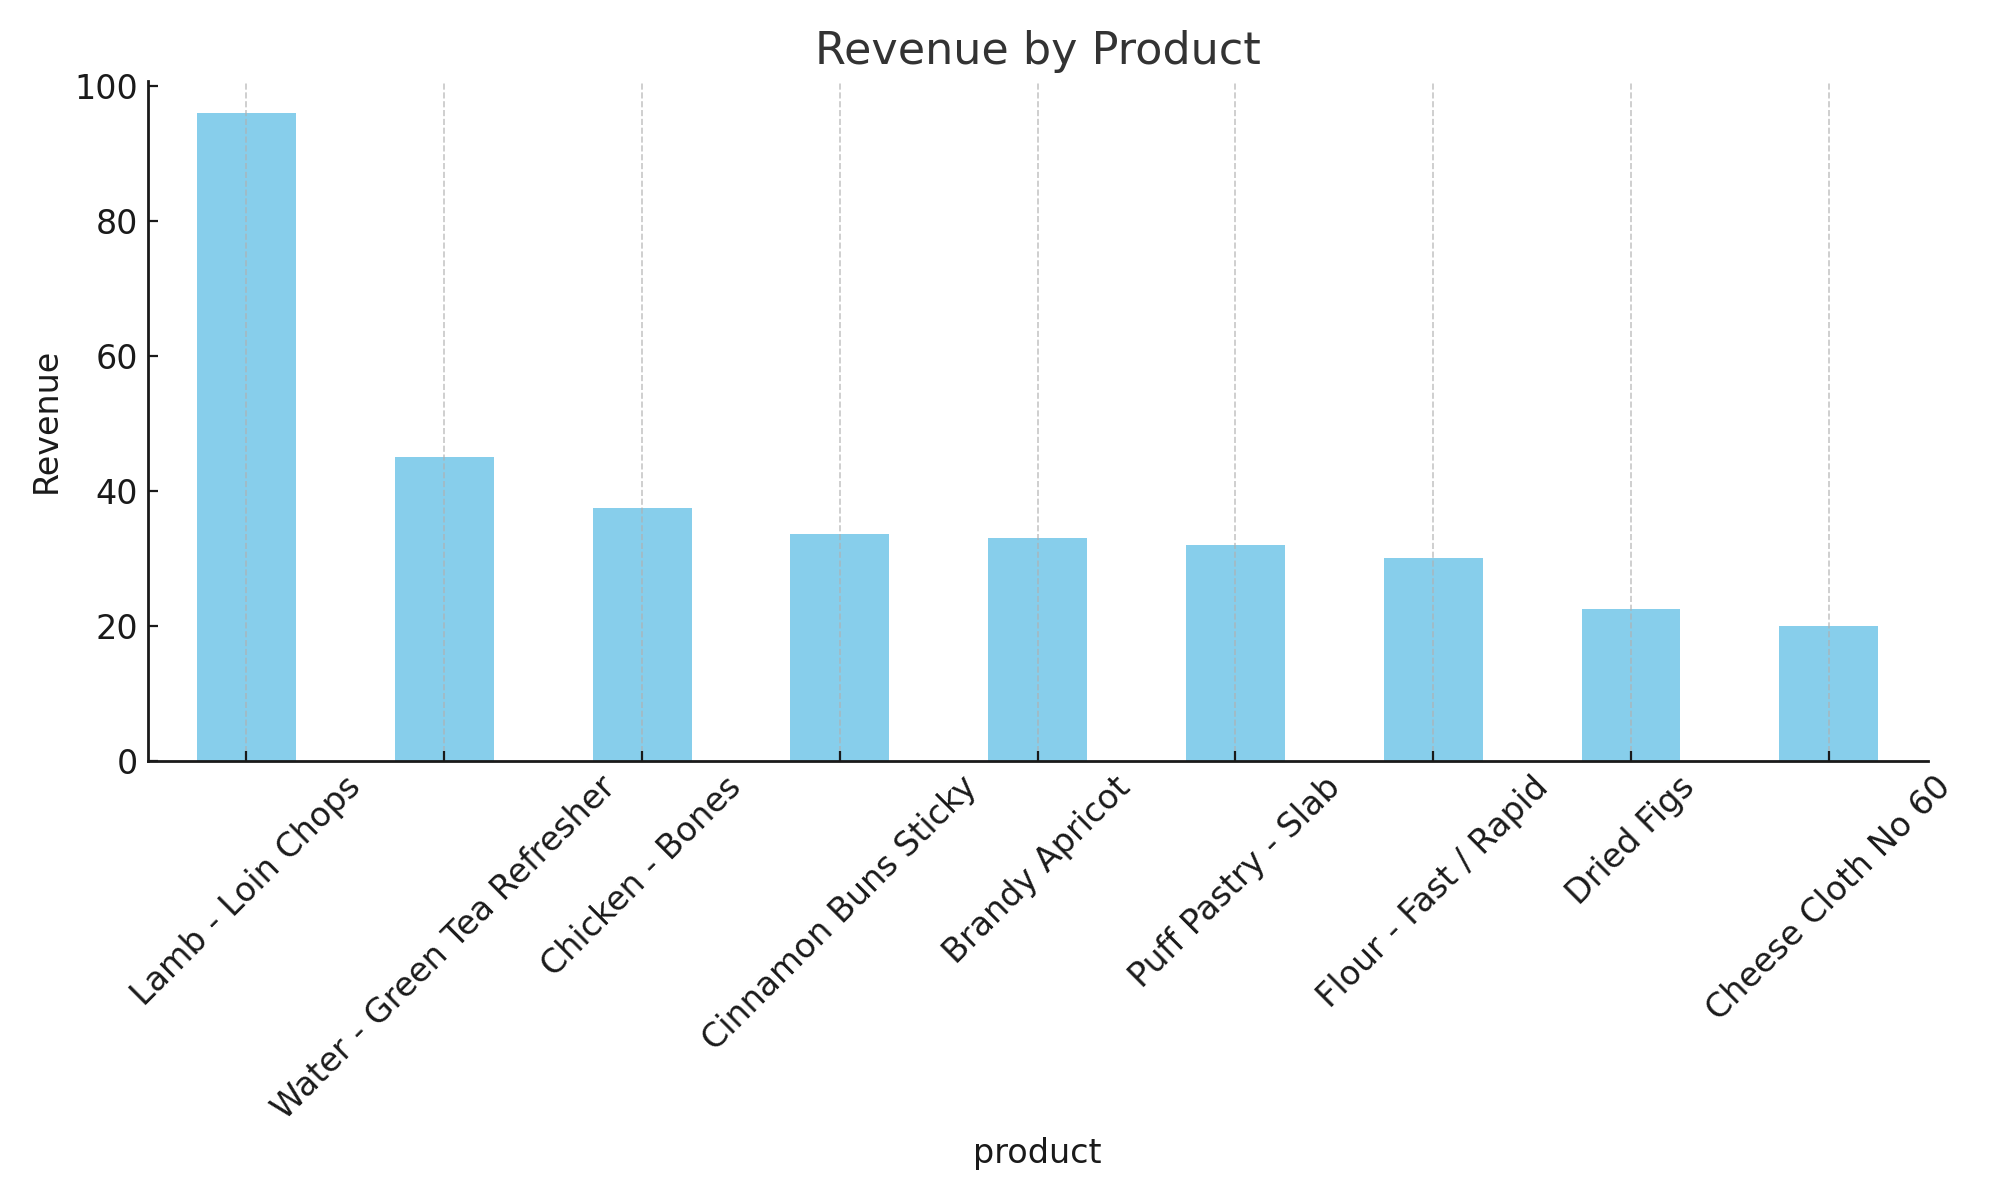 Revenue by Product
Revenue
100
80
60
40
20
0
Lamb - Loin Chops
Water - Green Tea Refresher
Chicken - Bones
Cinnamon Buns Sticky
Brandy Apricot
Puff Pastry - Slab
Flour - Fast / Rapid
Dried Figs
Cheese Cloth No 60
product